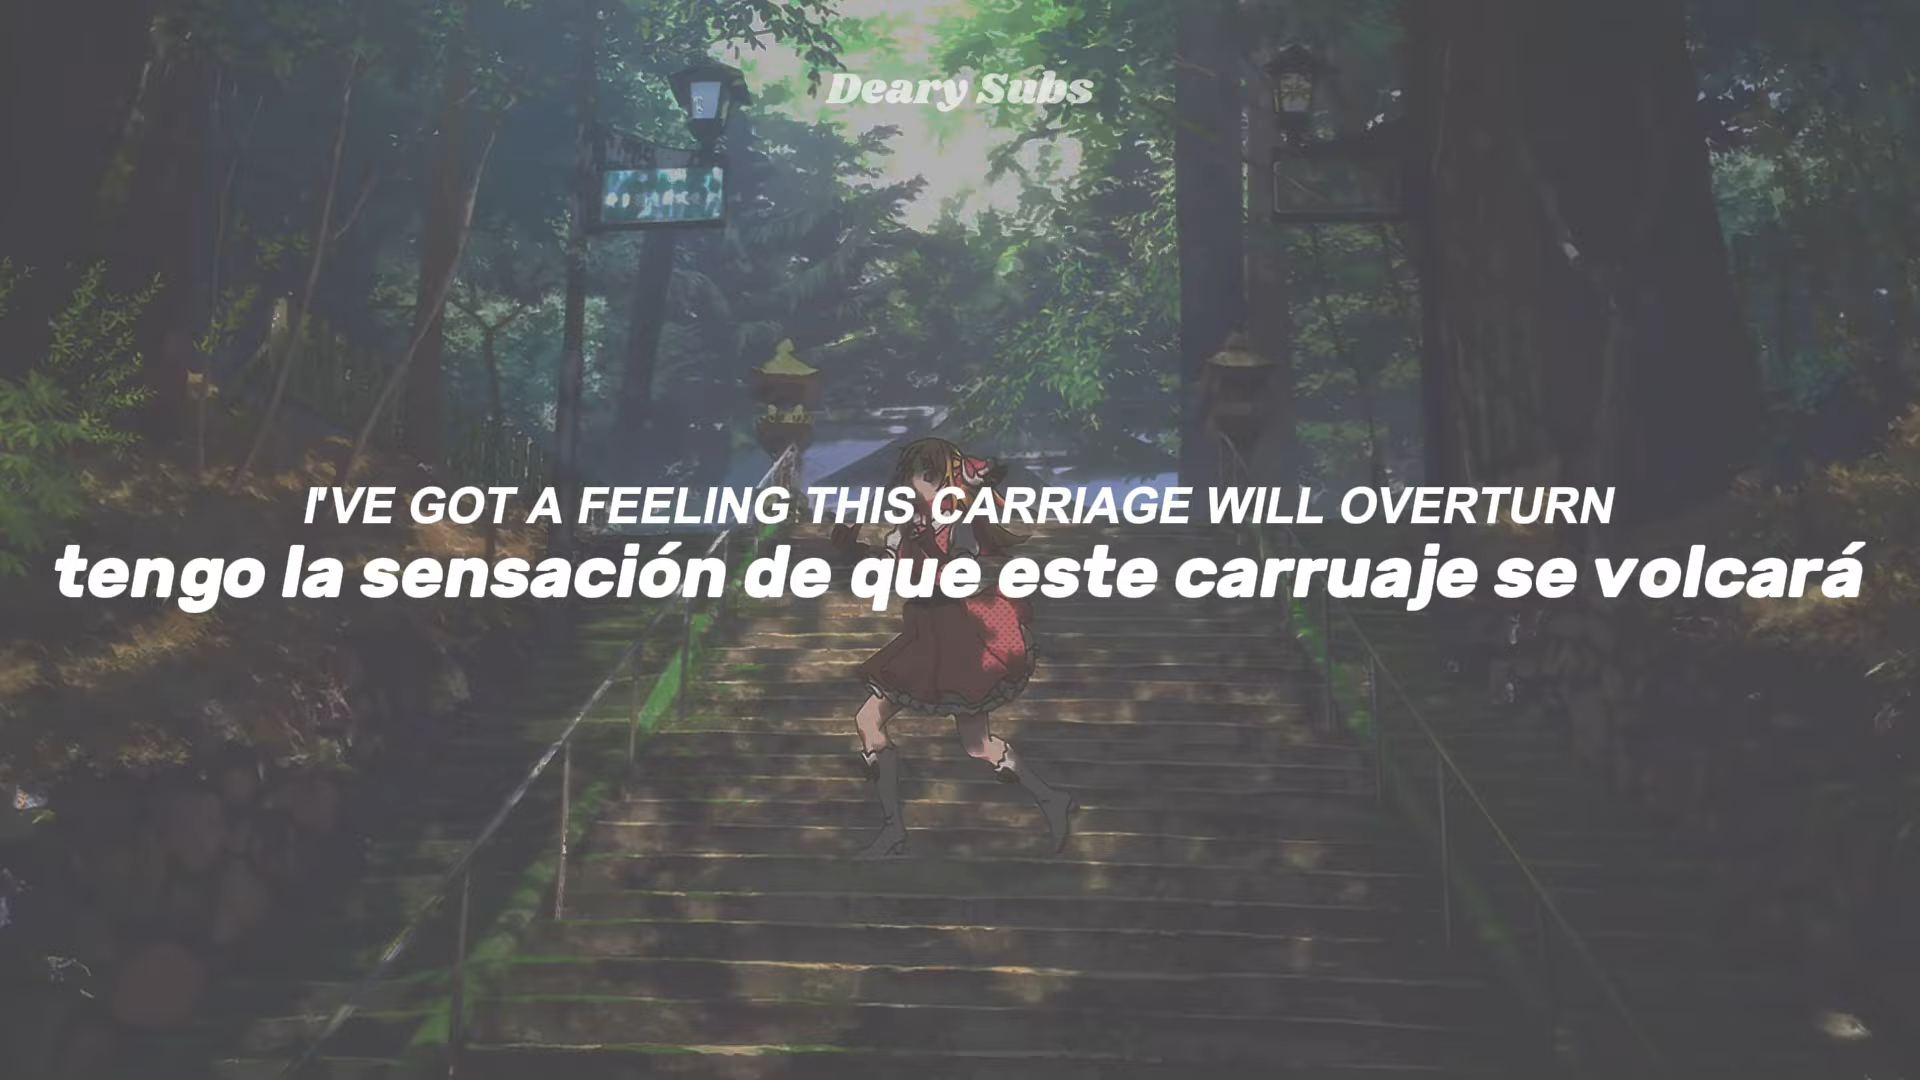 Deary Subs
I'VE GOT A FEELING THIS CARRIAGE WILL OVERTURN
tengo la sensación de que este carruaje se volcará